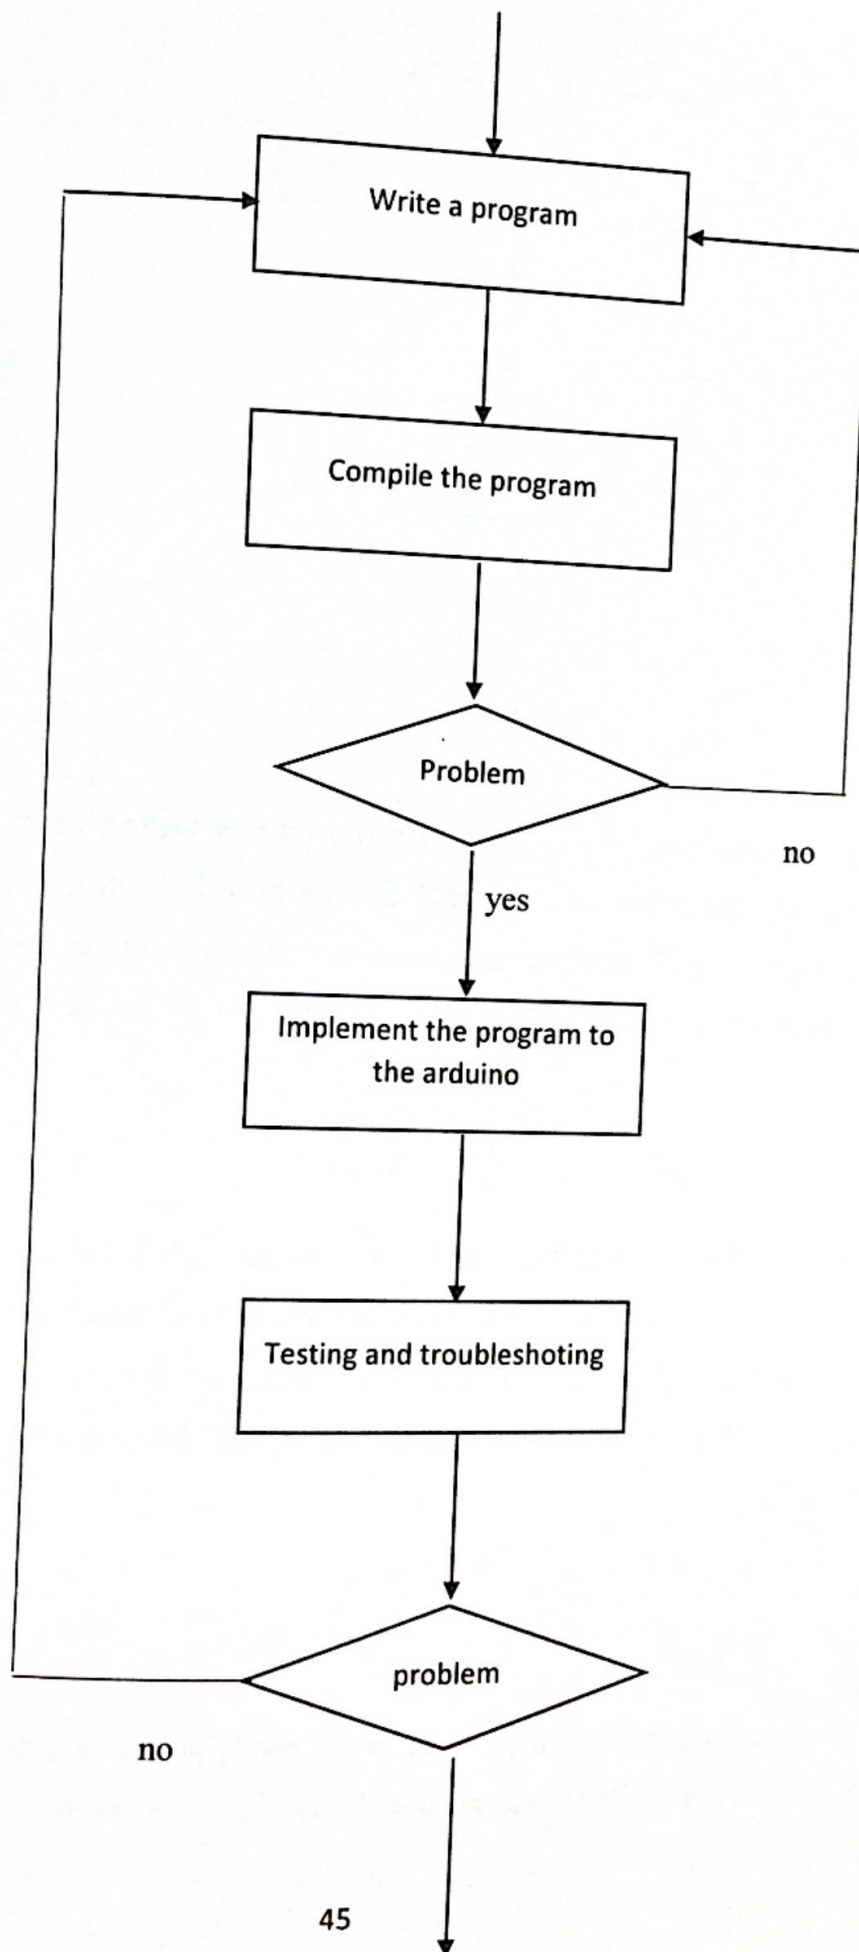 Write a program
Compile the program
Problem
no
yes
Implement the program to
the arduino
Testing and troubleshoting
problem
no
45